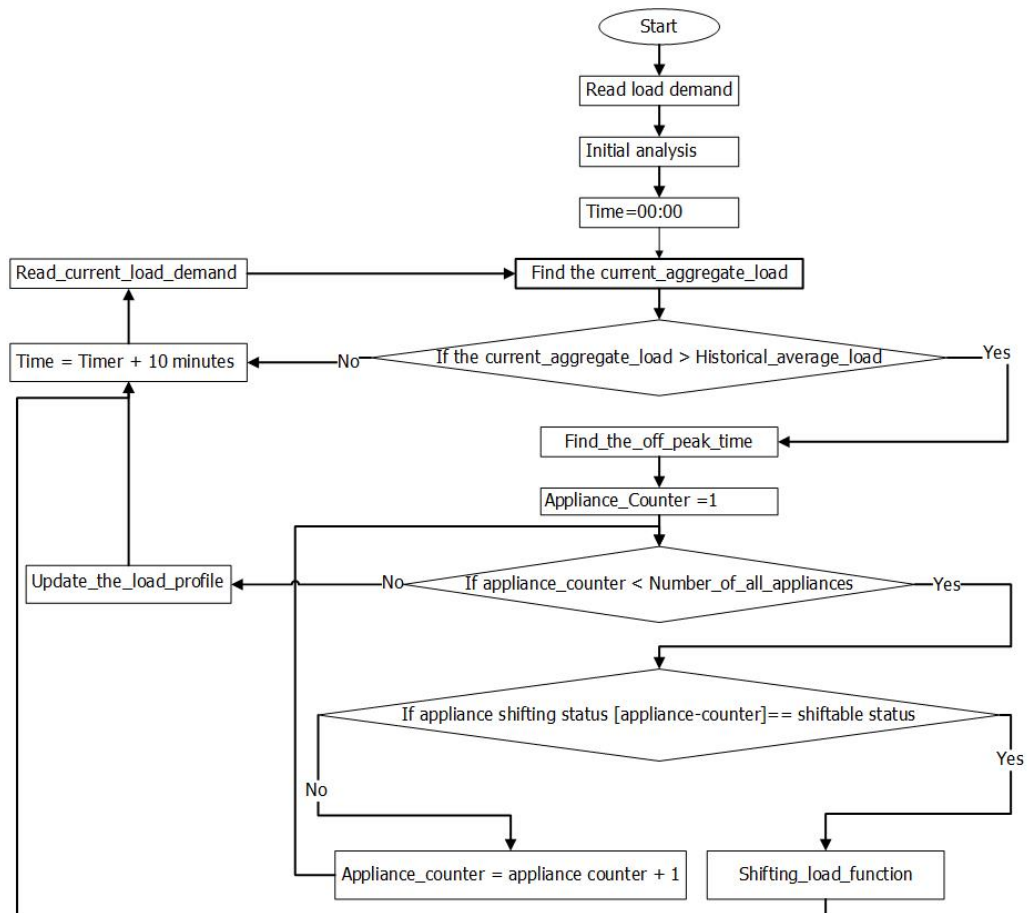 Start
Read load demand
Initial analysis
Time=00:00
Read_current_load_demand
Find the current_aggregate_load
Time = Timer + 10 minutes
No
If the current_aggregate_load > Historical_average_load
Yes
Find_the_off_peak_time
Appliance_Counter =1
Update_the_load_profile
No
If appliance_counter < Number_of_all_appliances
Yes
If appliance shifting status [appliance-counter]== shiftable status
Yes
No
Appliance_counter = appliance counter + 1
Shifting_load_function